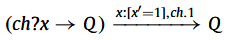 (ch?x → Q) x:[x′=1],ch.1⟶ Q